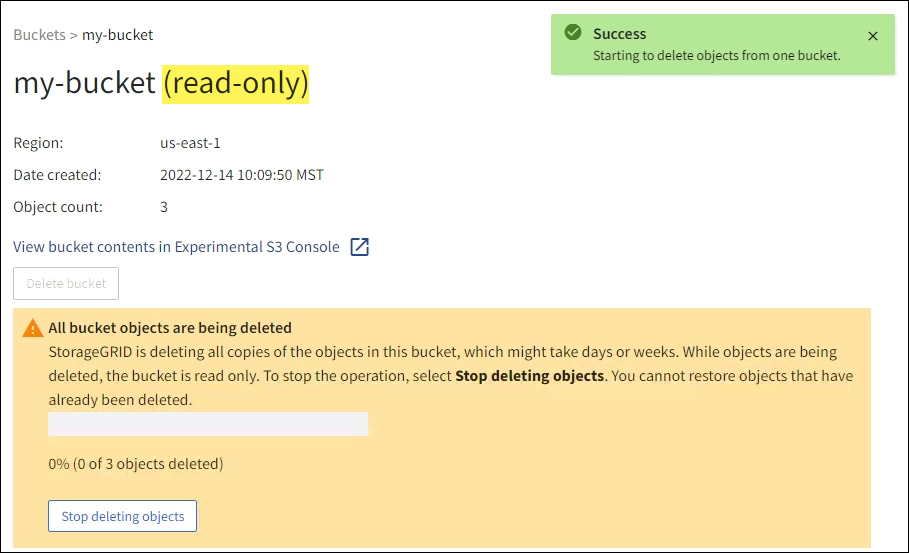 Buckets > my-bucket
Success
Starting to delete objects from one bucket.
my-bucket (read-only)
Region: us-east-1
Date created: 2022-12-14 10:09:50 MST
Object count: 3
View bucket contents in Experimental S3 Console
Delete bucket
All bucket objects are being deleted
StorageGRID is deleting all copies of the objects in this bucket, which might take days or weeks. While objects are being
deleted, the bucket is read only. To stop the operation, select Stop deleting objects. You cannot restore objects that have
already been deleted.
0% (0 of 3 objects deleted)
Stop deleting objects